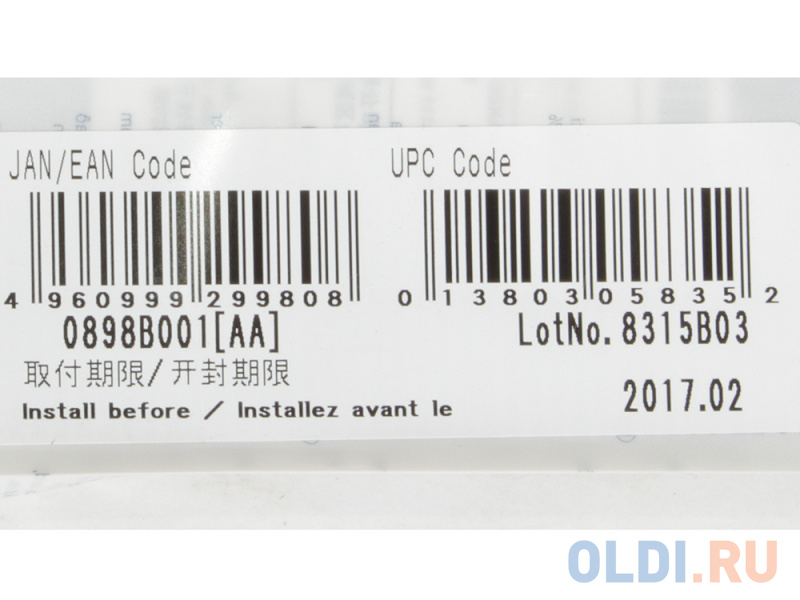 JAN/EAN Code
UPC Code
4 960999 299808
0 13803 05835 2
0898B001[AA]
LotNo. 8315B03
取付期限/开封期限
Install before / Installez avant le
2017.02
OLDI.RU